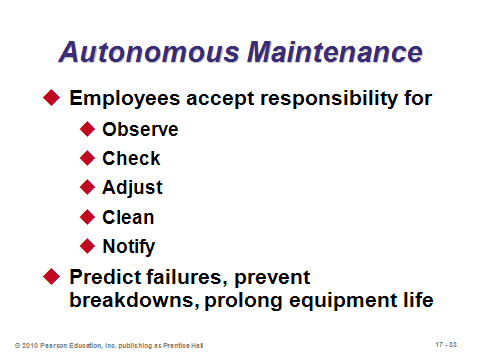 Autonomous Maintenance
Employees accept responsibility for
Observe
Check
Adjust
Clean
Notify
Predict failures, prevent
breakdowns, prolong equipment life
© 2010 Pearson Education, Inc. publishing as Prentice Hall
17 - 33